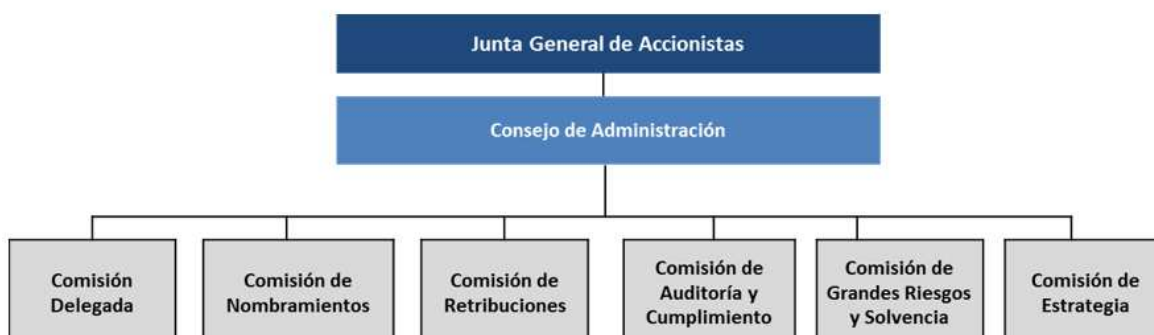 Junta General de Accionistas
Consejo de Administración
Comisión
Delegada
Comisión de
Nombramientos
Comisión de
Retribuciones
Comisión de
Auditoría y
Cumplimiento
Comisión de
Grandes Riesgos
y Solvencia
Comisión de
Estrategia